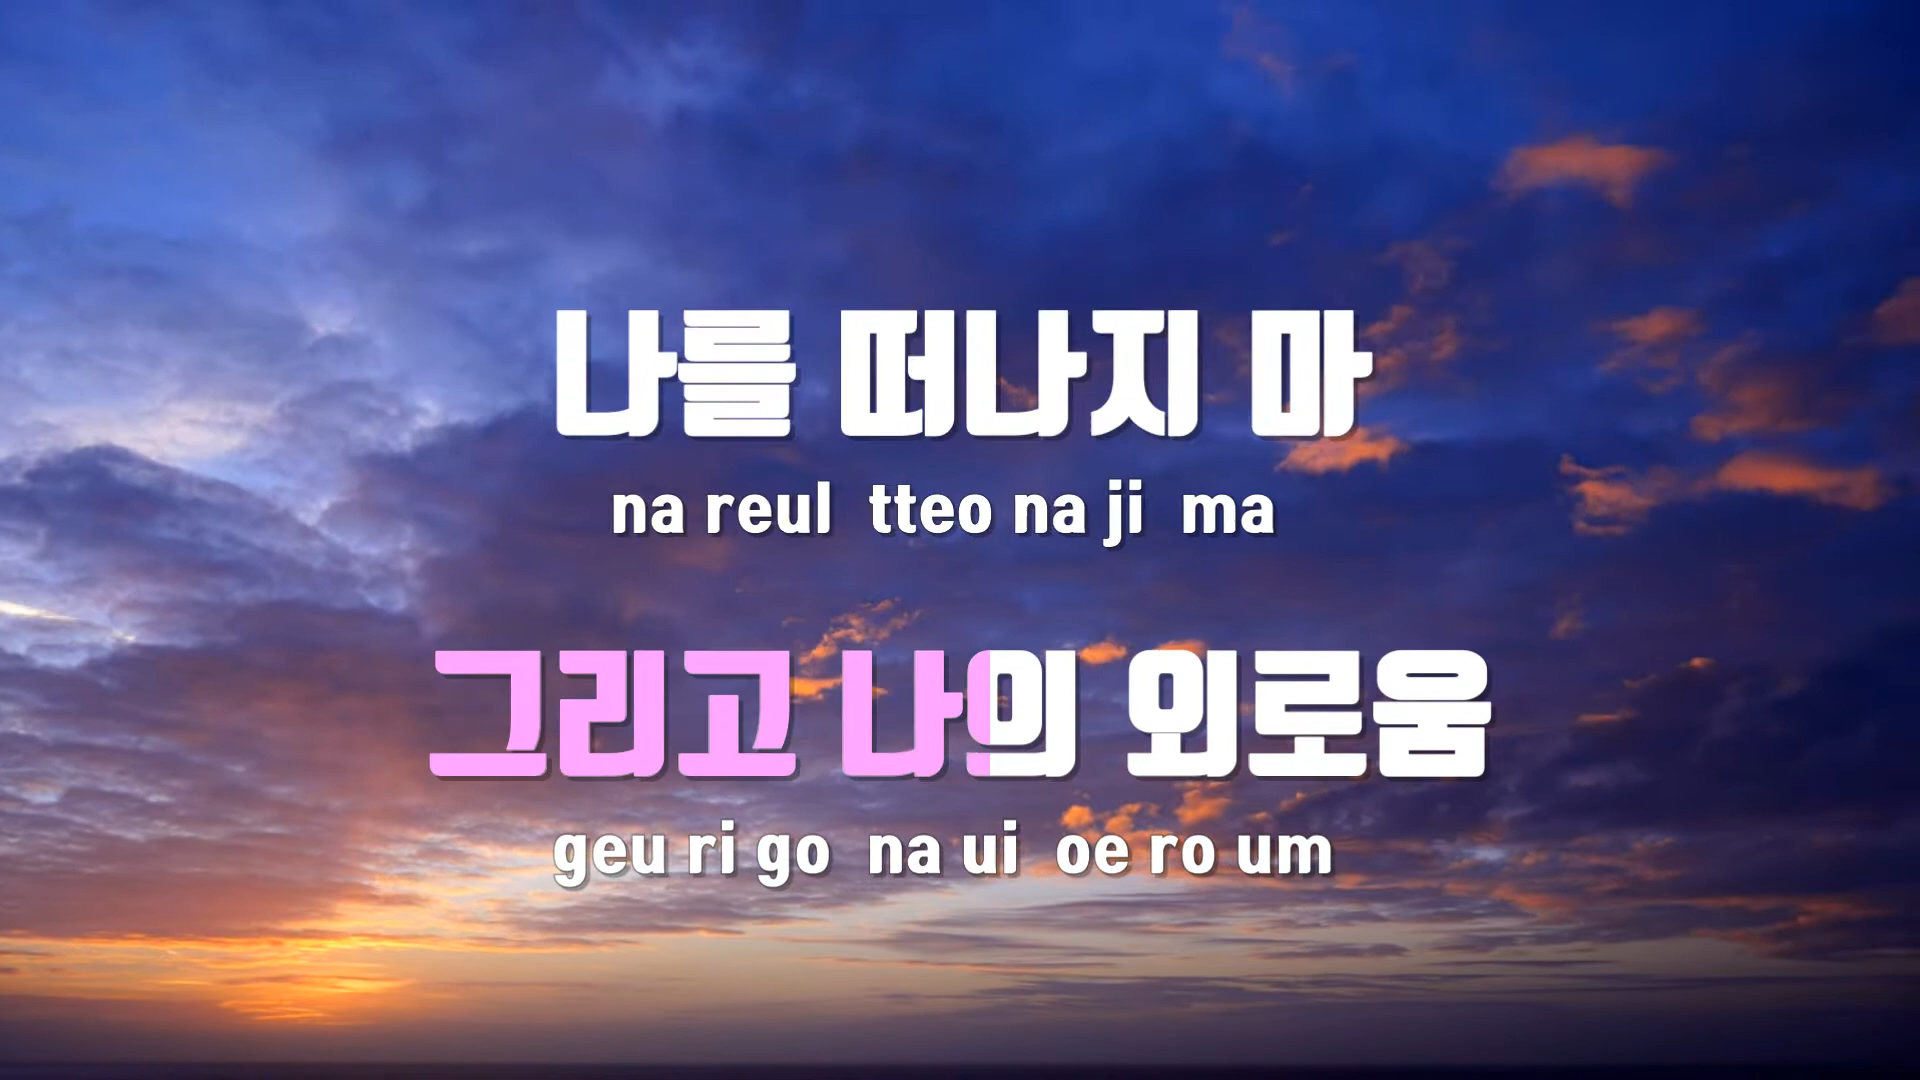 나를 떠나지 마
na reul tteo na ji ma
그리고 나의 외로움
geu ri go na ui oe ro um